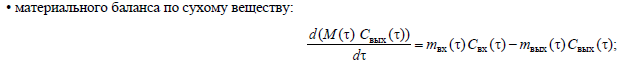 • материального баланса по сухому веществу:
d(M(τ) Cвых(τ))/dτ = mвх(τ) Cвх(τ) − mвых(τ) Cвых(τ);